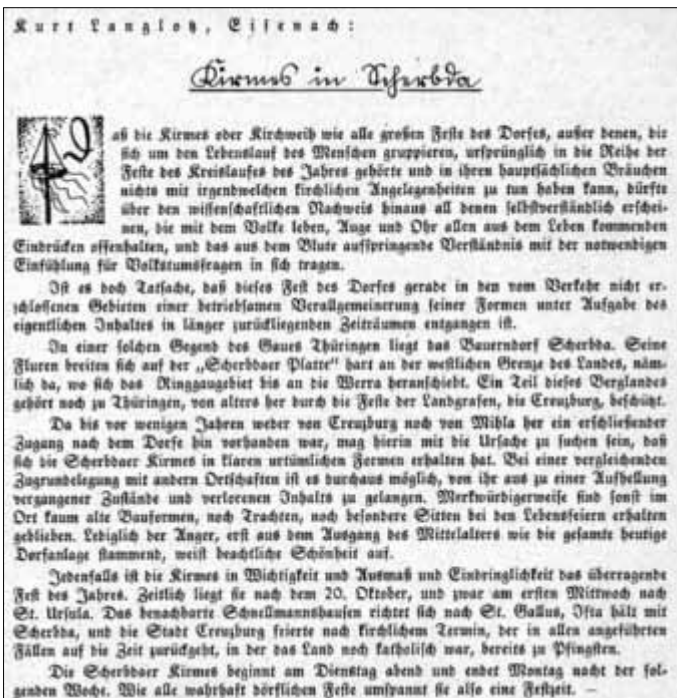 Kurt Langlotz, Eisenach:
Kirmes in Scherbda
Daß die Kirmes oder Kirchweih wie alle großen Feste des Dorfes, außer denen, die
sich um den Lebenslauf des Menschen gruppieren, ursprünglich in die Reihe der
Feste des Kreislaufes des Jahres gehörte und in ihren hauptsächlichen Bräuchen
nichts mit irgendwelchen kirchlichen Angelegenheiten zu tun haben kann, dürfte
über den wissenschaftlichen Nachweis hinaus all denen selbstverständlich erschei-
nen, die mit dem Volke leben, Auge und Ohr allen aus dem Leben kommenden
Eindrücken offenhalten, und das aus dem Blute aufspringende Verständnis mit der notwendigen
Einfühlung für Volkstumsfragen in sich tragen.
Ist es doch Tatsache, daß dieses Fest des Dorfes gerade in den vom Verkehr nicht er-
schlossenen Gebieten einer betriebsamen Verallgemeinerung seiner Formen unter Aufgabe des
eigentlichen Inhaltes in länger zurückliegenden Zeiträumen entgangen ist.
In einer solchen Gegend des Gaues Thüringen liegt das Bauerndorf Scherbda. Seine
Fluren breiten sich auf der „Scherbdaer Platte" hart an der westlichen Grenze des Landes, näm-
lich da, wo sich das Ringgaugebiet bis an die Werra heranschiebt. Ein Teil dieses Berglandes
gehört noch zu Thüringen, von alters her durch die Feste der Landgrafen, die Creuzburg, beschützt.
Da bis vor wenigen Jahren weder von Creuzburg noch von Mihla her ein erschließender
Zugang nach dem Dorfe hin vorhanden war, mag hierin mit die Ursache zu suchen sein, daß
sich die Scherbdaer Kirmes in klaren urtümlichen Formen erhalten hat. Bei einer vergleichenden
Zugrundelegung mit andern Ortschaften ist es durchaus möglich, von ihr aus zu einer Aufhellung
vergangener Zustände und verlorenen Inhalts zu gelangen. Merkwürdigerweise sind sonst im
Ort kaum alte Bauformen, noch Trachten, noch besondere Sitten bei den Lebensfeiern erhalten
geblieben. Lediglich der Anger, erst aus dem Ausgang des Mittelalters wie die gesamte heutige
Dorfanlage stammend, weist beachtliche Schönheit auf.
Jedenfalls ist die Kirmes in Wichtigkeit und Ausmaß und Eindringlichkeit das überragende
Fest des Jahres. Zeitlich liegt sie nach dem 20. Oktober, und zwar am ersten Mittwoch nach
St. Ursula. Das benachbarte Schnellmannshausen richtet sich nach St. Gallus, Ifta hält mit
Scherbda, und die Stadt Creuzburg feierte nach kirchlichem Termin, der in allen angeführten
Fällen auf die Zeit zurückgeht, in der das Land noch katholisch war, bereits zu Pfingsten.
Die Scherbdaer Kirmes beginnt am Dienstag abend und endet Montag nacht der fol-
genden Woche. Wie alle wahrhaft dörflichen Feste umspannt sie also eine Festzeit. —